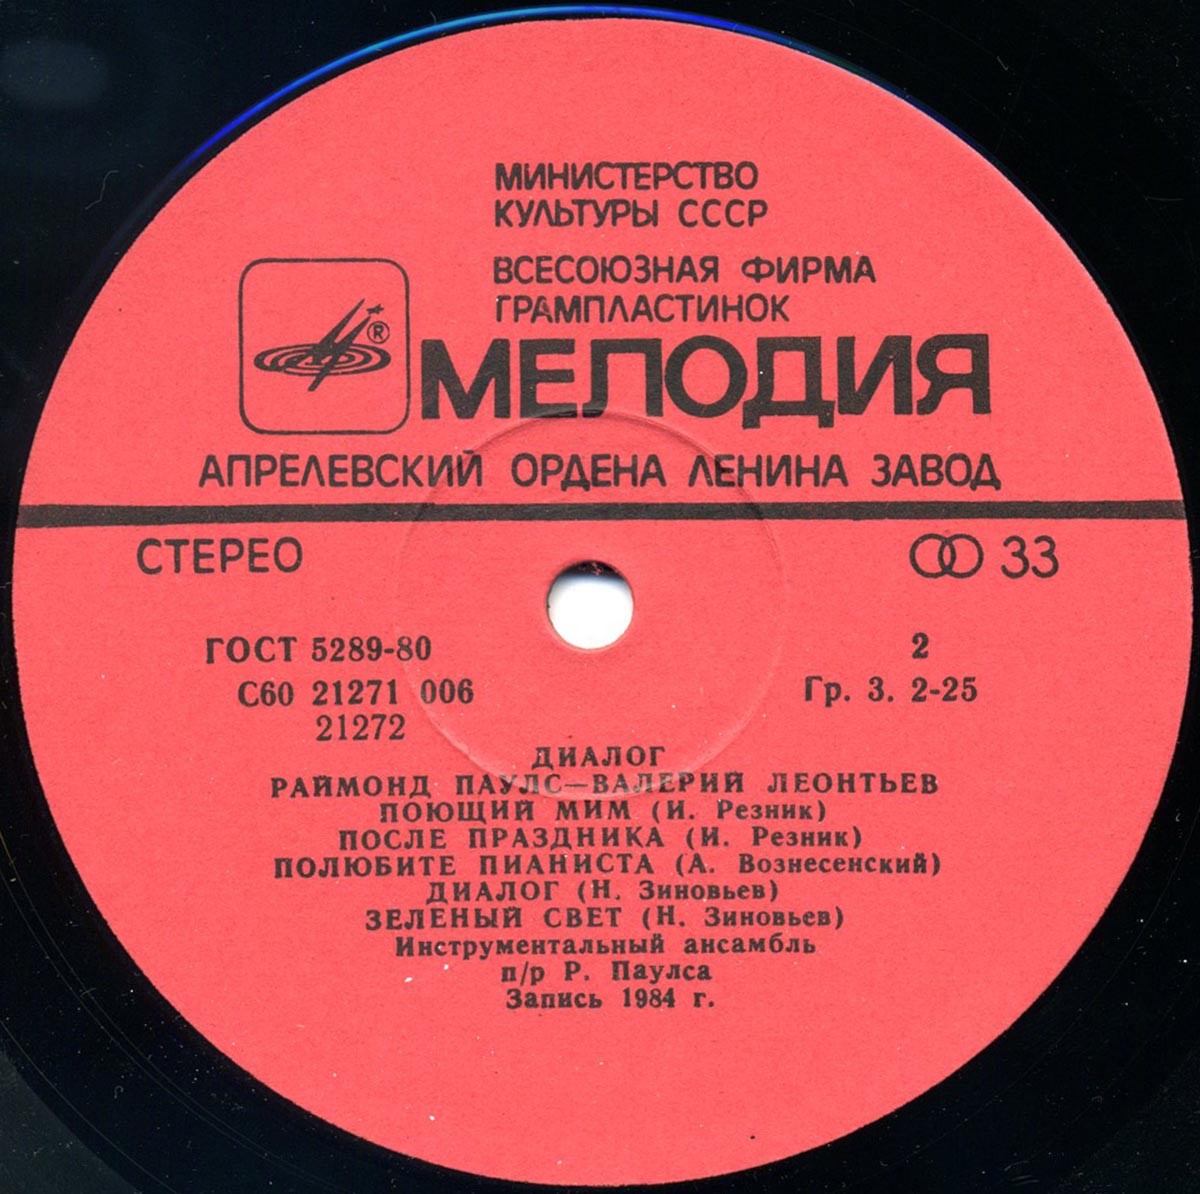 МИНИСТЕРСТВО
КУЛЬТУРЫ СССР
ВСЕСОЮЗНАЯ ФИРМА
ГРАМПЛАСТИНОК
®
МЕЛОДИЯ
АПРЕЛЕВСКИЙ ОРДЕНА ЛЕНИНА ЗАВОД
СТЕРЕО
33
ГОСТ 5289-80
2
С60 21271 006
Гр. 3. 2-25
21272
ДИАЛОГ
РАЙМОНД ПАУЛС—ВАЛЕРИЙ ЛЕОНТЬЕВ
ПОЮЩИЙ МИМ (И. Резник)
ПОСЛЕ ПРАЗДНИКА (И. Резник)
ПОЛЮБИТЕ ПИАНИСТА (А. Вознесенский)
ДИАЛОГ (Н. Зиновьев)
ЗЕЛЕНЫЙ СВЕТ (Н. Зиновьев)
Инструментальный ансамбль
п/р Р. Паулса
Запись 1984 г.